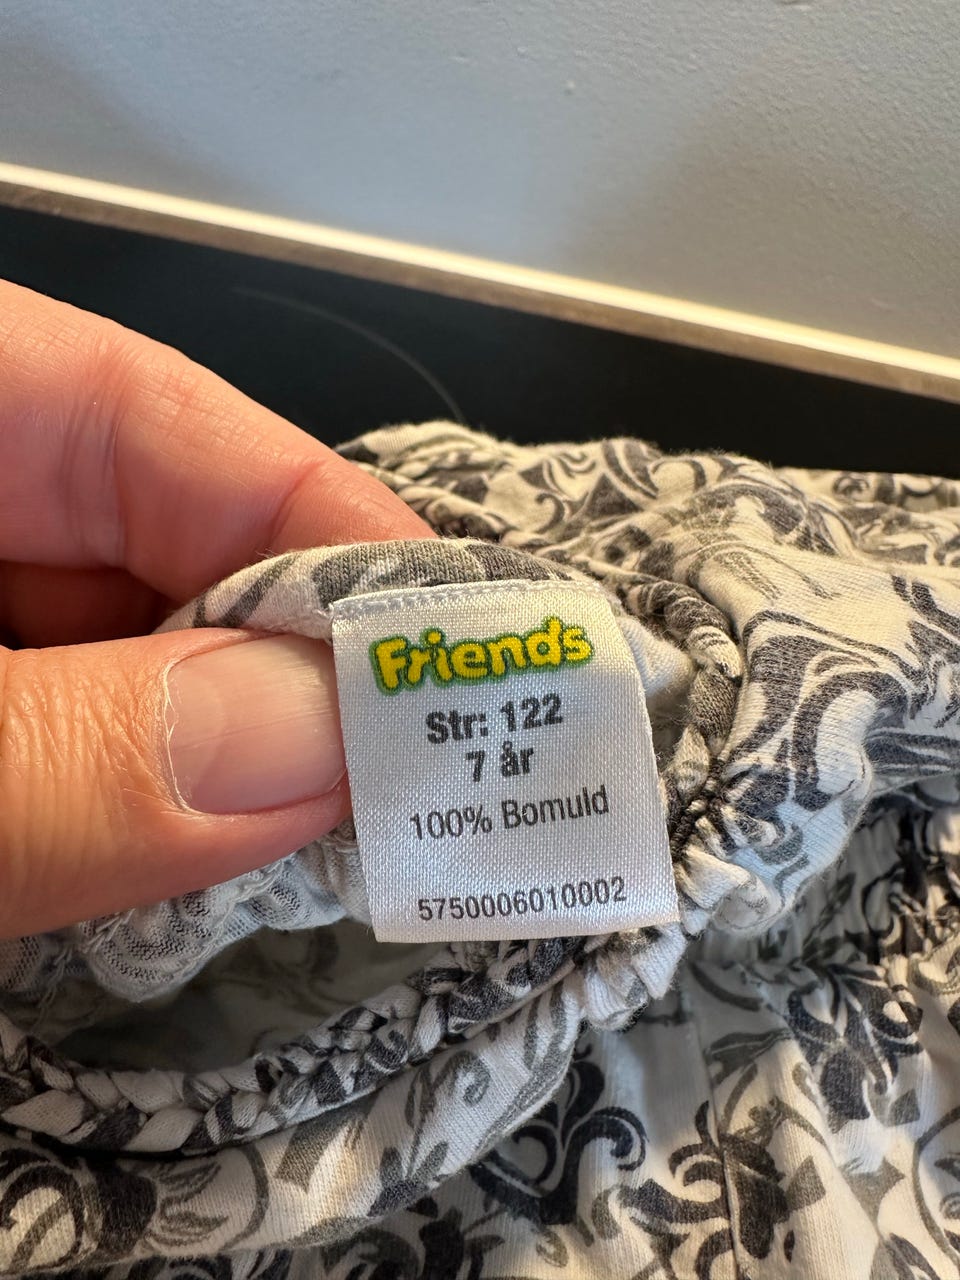 Friends
Str: 122
7 år
100% Bomuld
5750006010002